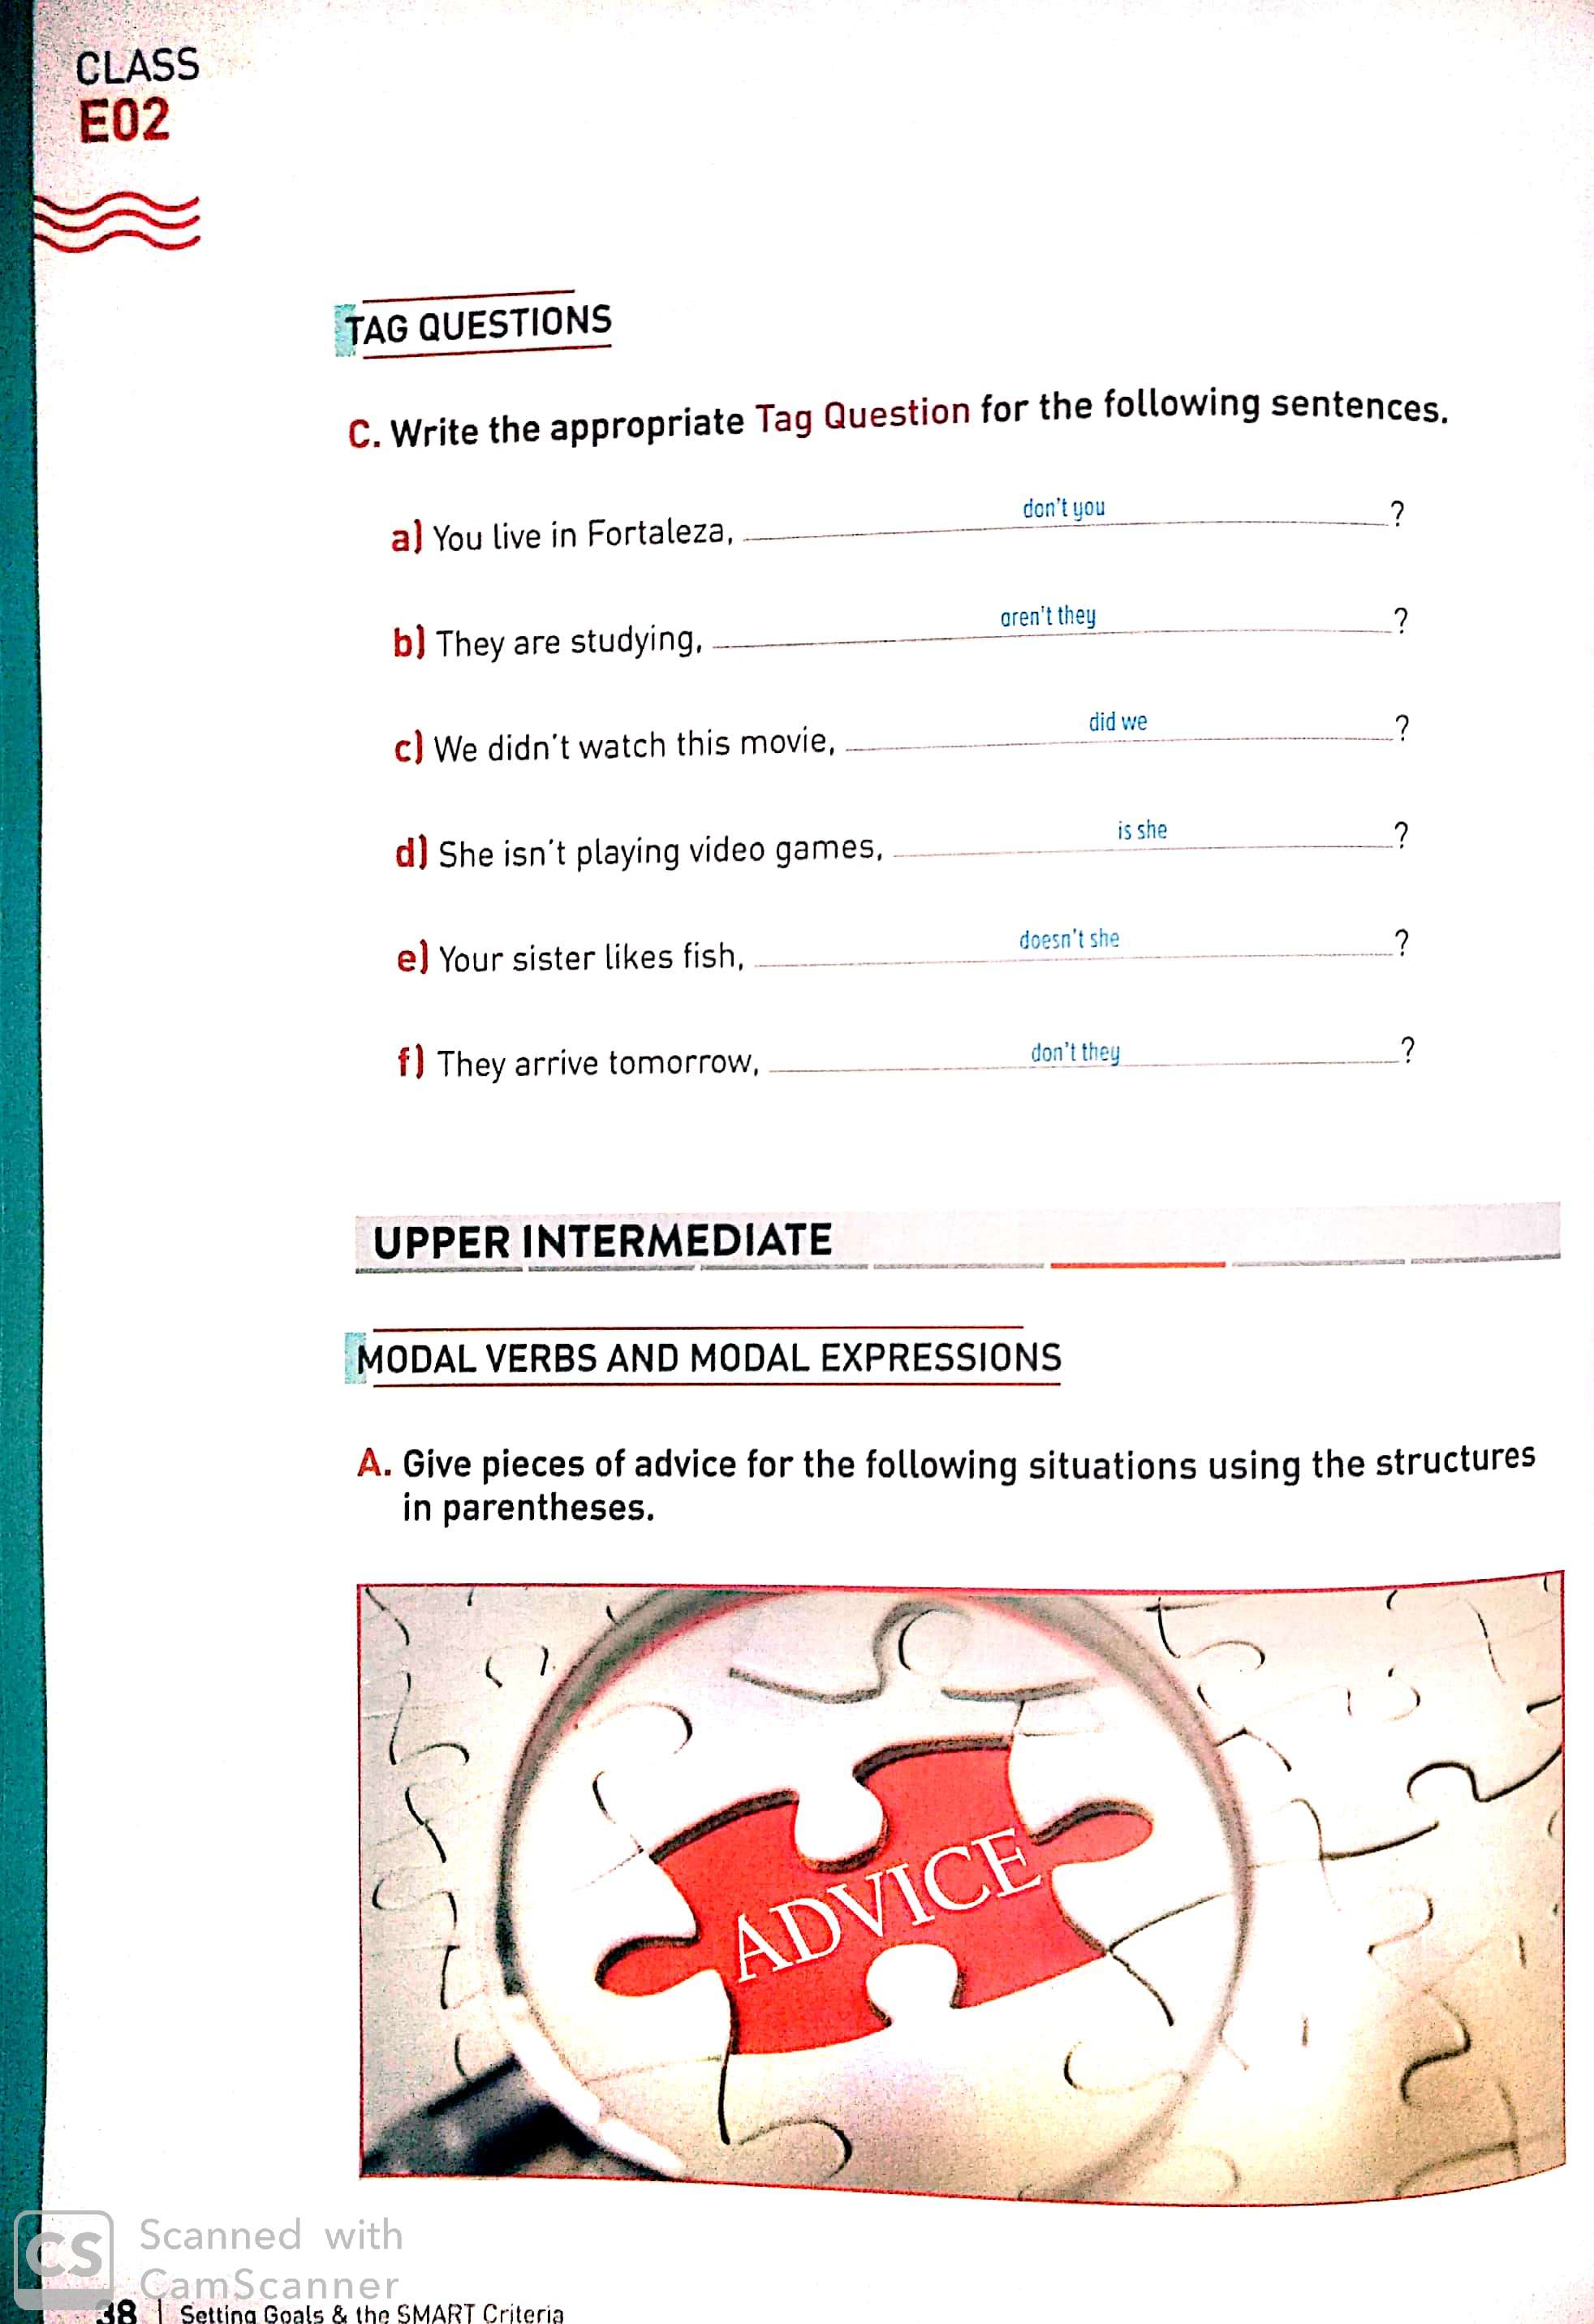 CLASS
E02
TAG QUESTIONS
C. Write the appropriate Tag Question for the following sentences.
a) You live in Fortaleza, don't you ?
b) They are studying, aren't they ?
c) We didn't watch this movie, did we ?
d) She isn't playing video games, is she ?
e) Your sister likes fish, doesn't she ?
f) They arrive tomorrow, don't they ?
UPPER INTERMEDIATE
MODAL VERBS AND MODAL EXPRESSIONS
A. Give pieces of advice for the following situations using the structures
in parentheses.
ADVICE
CS Scanned with
CamScanner
38 | Setting Goals & the SMART Criteria